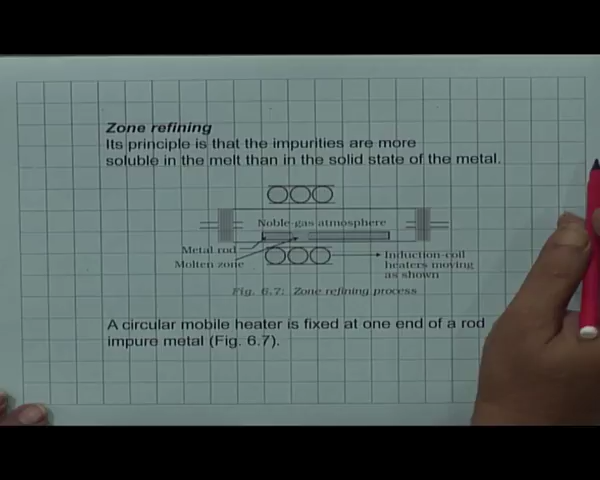 Zone refining
Its principle is that the impurities are more
soluble in the melt than in the solid state of the metal.
Noble gas atmosphere
Metal rod
Molten zone
Induction-coil
heaters moving
as shown
Fig. 6.7: Zone refining process
A circular mobile heater is fixed at one end of a rod
impure metal (Fig. 6.7).